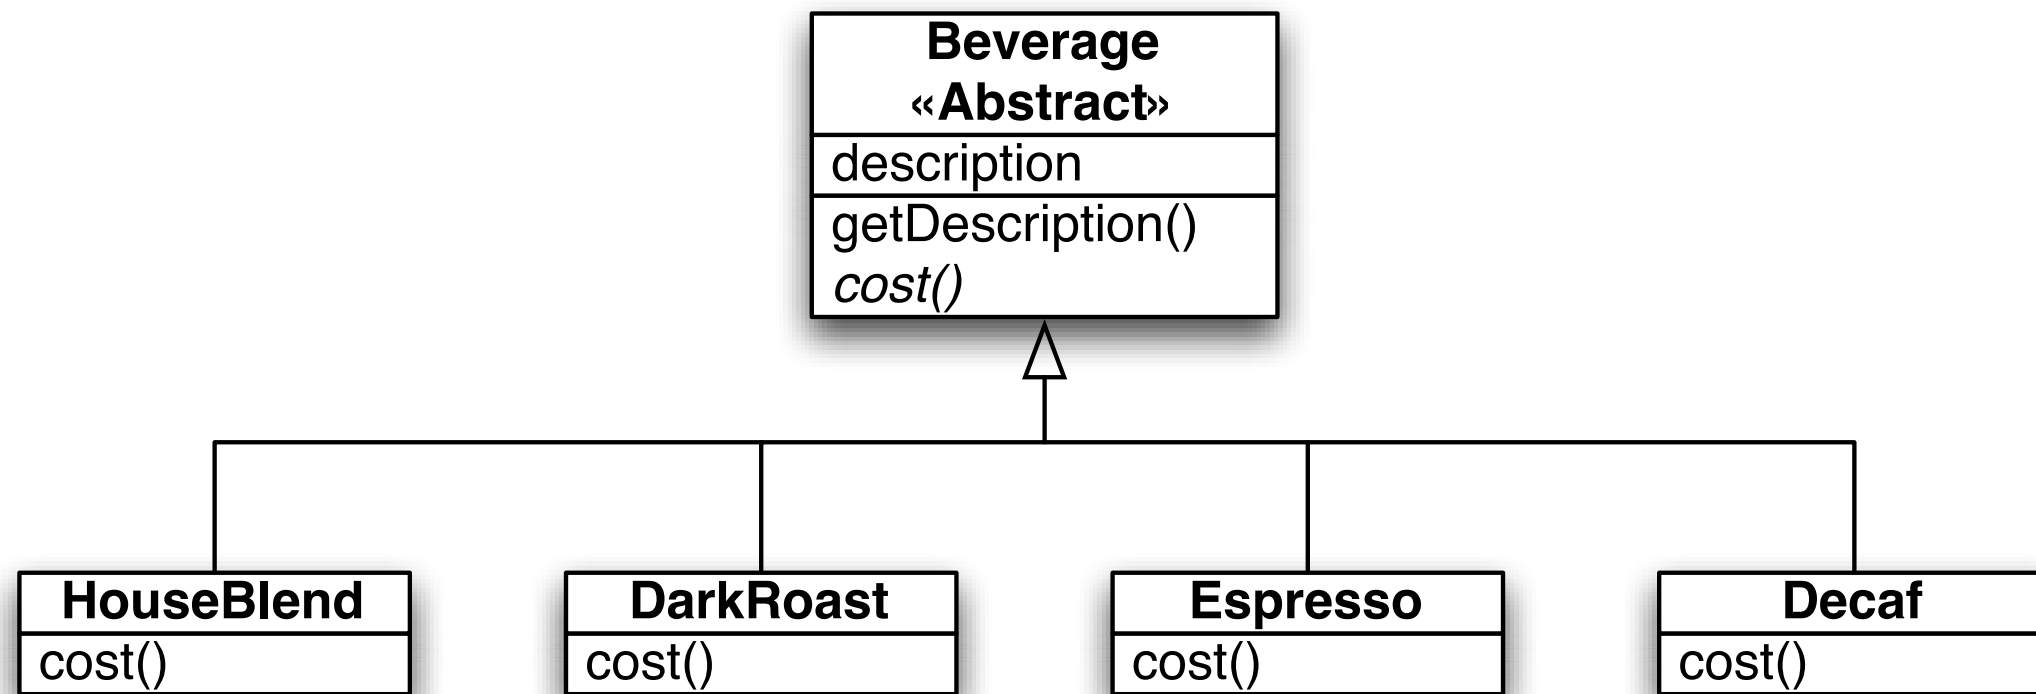 Beverage
«Abstract»
description
getDescription()
cost()
HouseBlend
cost()
DarkRoast
cost()
Espresso
cost()
Decaf
cost()